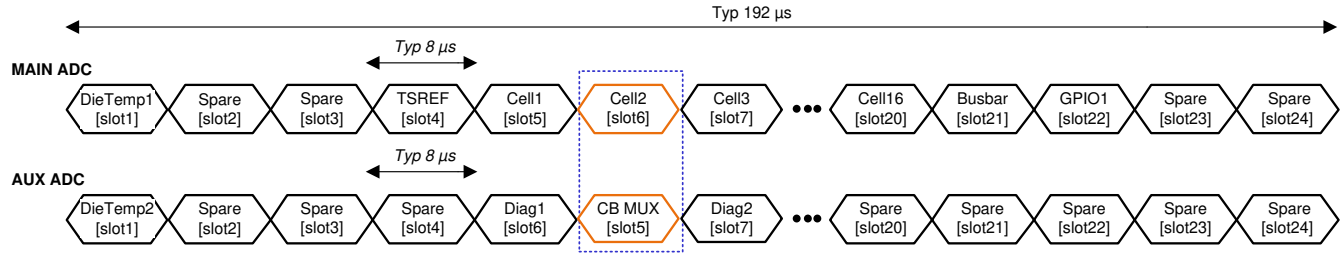 Typ 192 µs
Typ 8 µs
MAIN ADC
DieTemp1 [slot1]
Spare [slot2]
Spare [slot3]
TSREF [slot4]
Cell1 [slot5]
Cell2 [slot6]
Cell3 [slot7]
Cell16 [slot20]
Busbar [slot21]
GPIO1 [slot22]
Spare [slot23]
Spare [slot24]
Typ 8 µs
AUX ADC
DieTemp2 [slot1]
Spare [slot2]
Spare [slot3]
Spare [slot4]
Diag1 [slot6]
CB MUX [slot5]
Diag2 [slot7]
Spare [slot20]
Spare [slot21]
Spare [slot22]
Spare [slot23]
Spare [slot24]